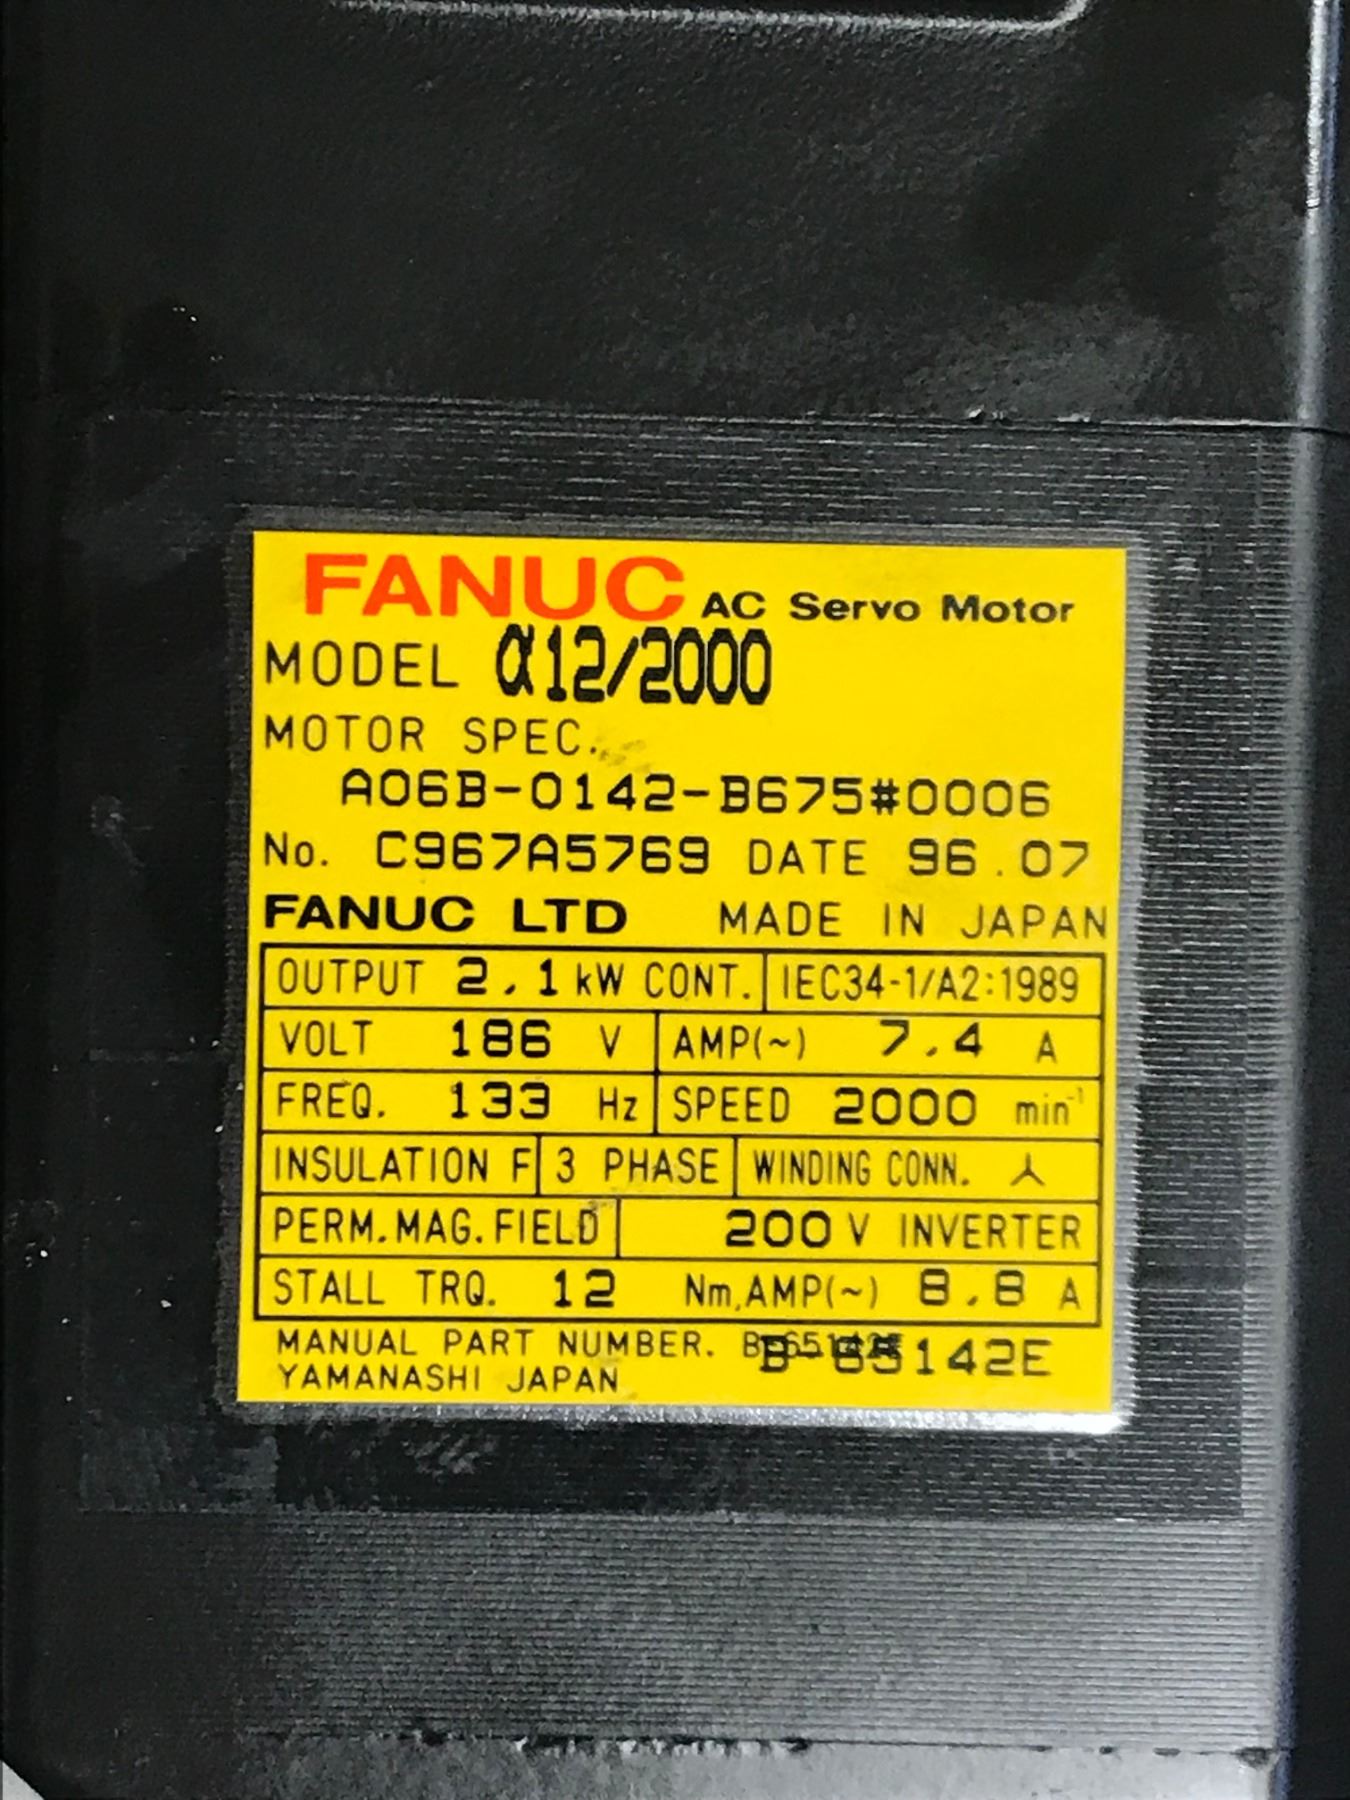 FANUC AC Servo Motor
MODEL α12/2000
MOTOR SPEC.
A06B-0142-B675#0006
No. C967A5769 DATE 96.07
FANUC LTD MADE IN JAPAN
OUTPUT 2.1 kW CONT. IEC34-1/A2:1989
VOLT 186 V AMP(~) 7.4 A
FREQ. 133 Hz SPEED 2000 min⁻¹
INSULATION F 3 PHASE WINDING CONN. 人
PERM.MAG.FIELD 200 V INVERTER
STALL TRQ. 12 Nm,AMP(~) 8.8 A
MANUAL PART NUMBER. B-65142E
YAMANASHI JAPAN